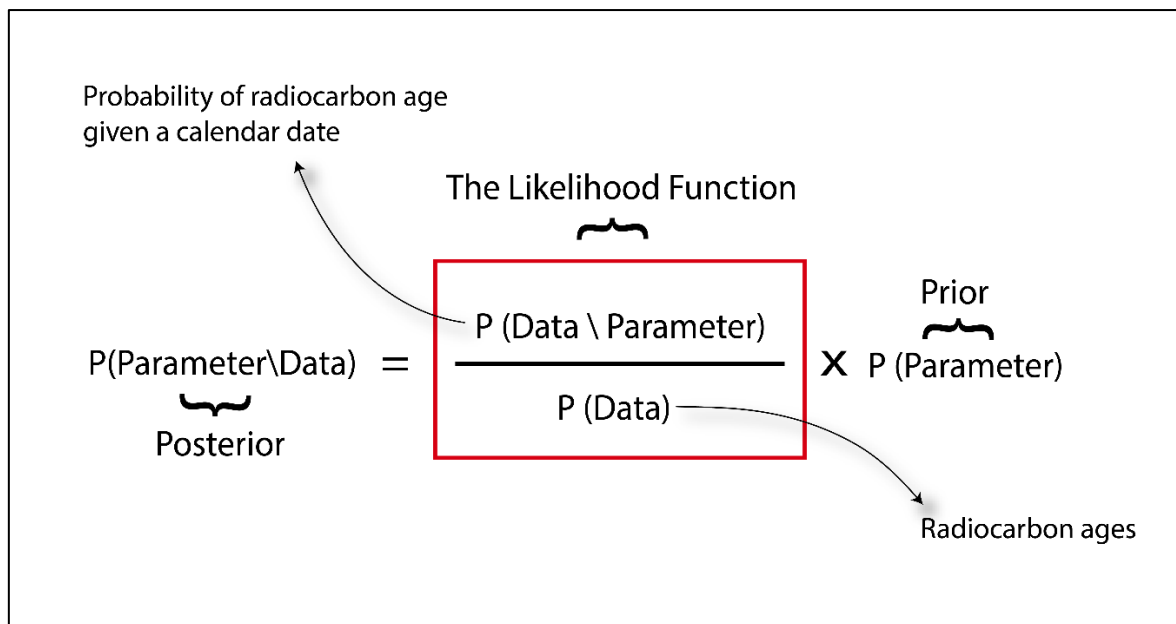 Probability of radiocarbon age
given a calendar date
The Likelihood Function
Prior
P (Data \ Parameter)
P(Parameter\Data) = x P (Parameter)
P (Data)
Posterior
Radiocarbon ages